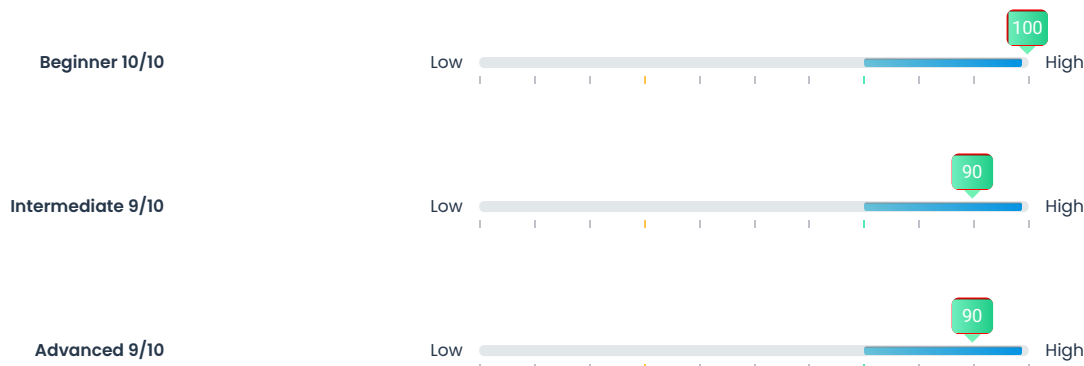 100
Beginner 10/10 Low High
90
Intermediate 9/10 Low High
90
Advanced 9/10 Low High